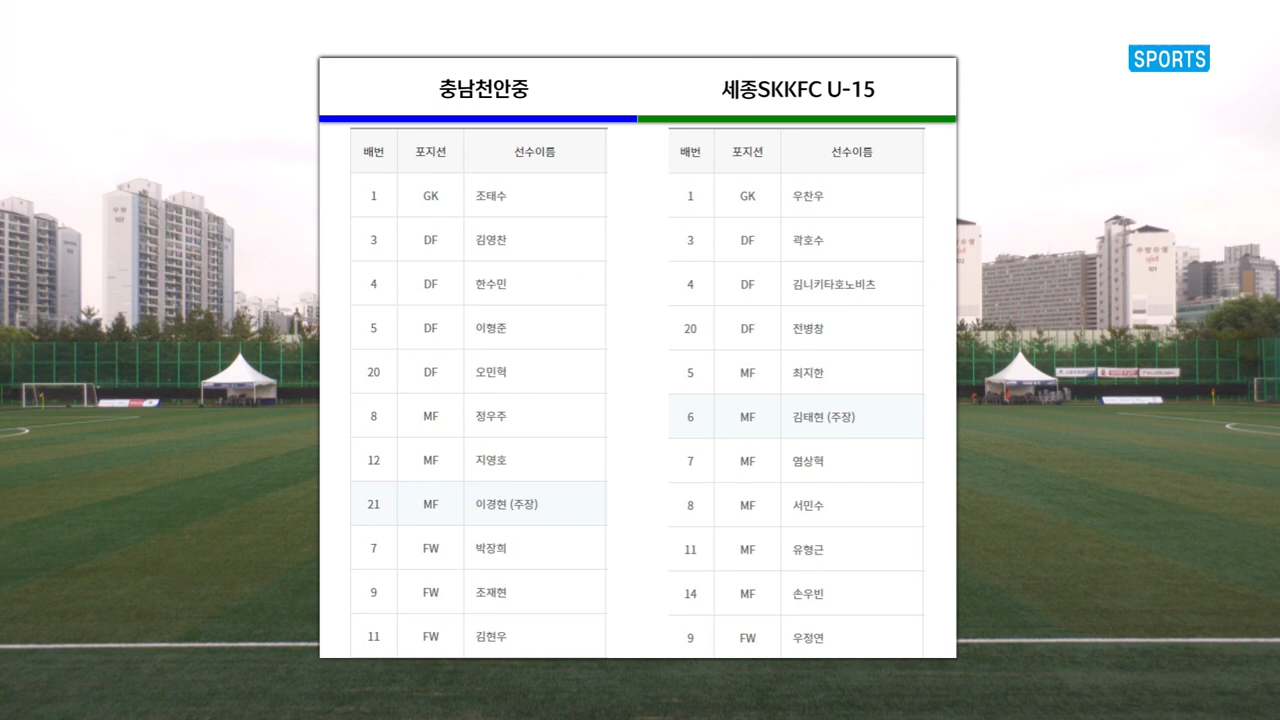 SPORTS
충남천안중
세종SKKFC U-15
배번 포지션 선수이름
1 GK 조태수
3 DF 김영찬
4 DF 한수민
5 DF 이형준
20 DF 오민혁
8 MF 정우주
12 MF 지영호
21 MF 이경현 (주장)
7 FW 박장희
9 FW 조재현
11 FW 김현우
배번 포지션 선수이름
1 GK 우찬우
3 DF 곽호수
4 DF 김니키타호노비츠
20 DF 전병창
5 MF 최지한
6 MF 김태현 (주장)
7 MF 염상혁
8 MF 서민수
11 MF 유형근
14 MF 손우빈
9 FW 우정연